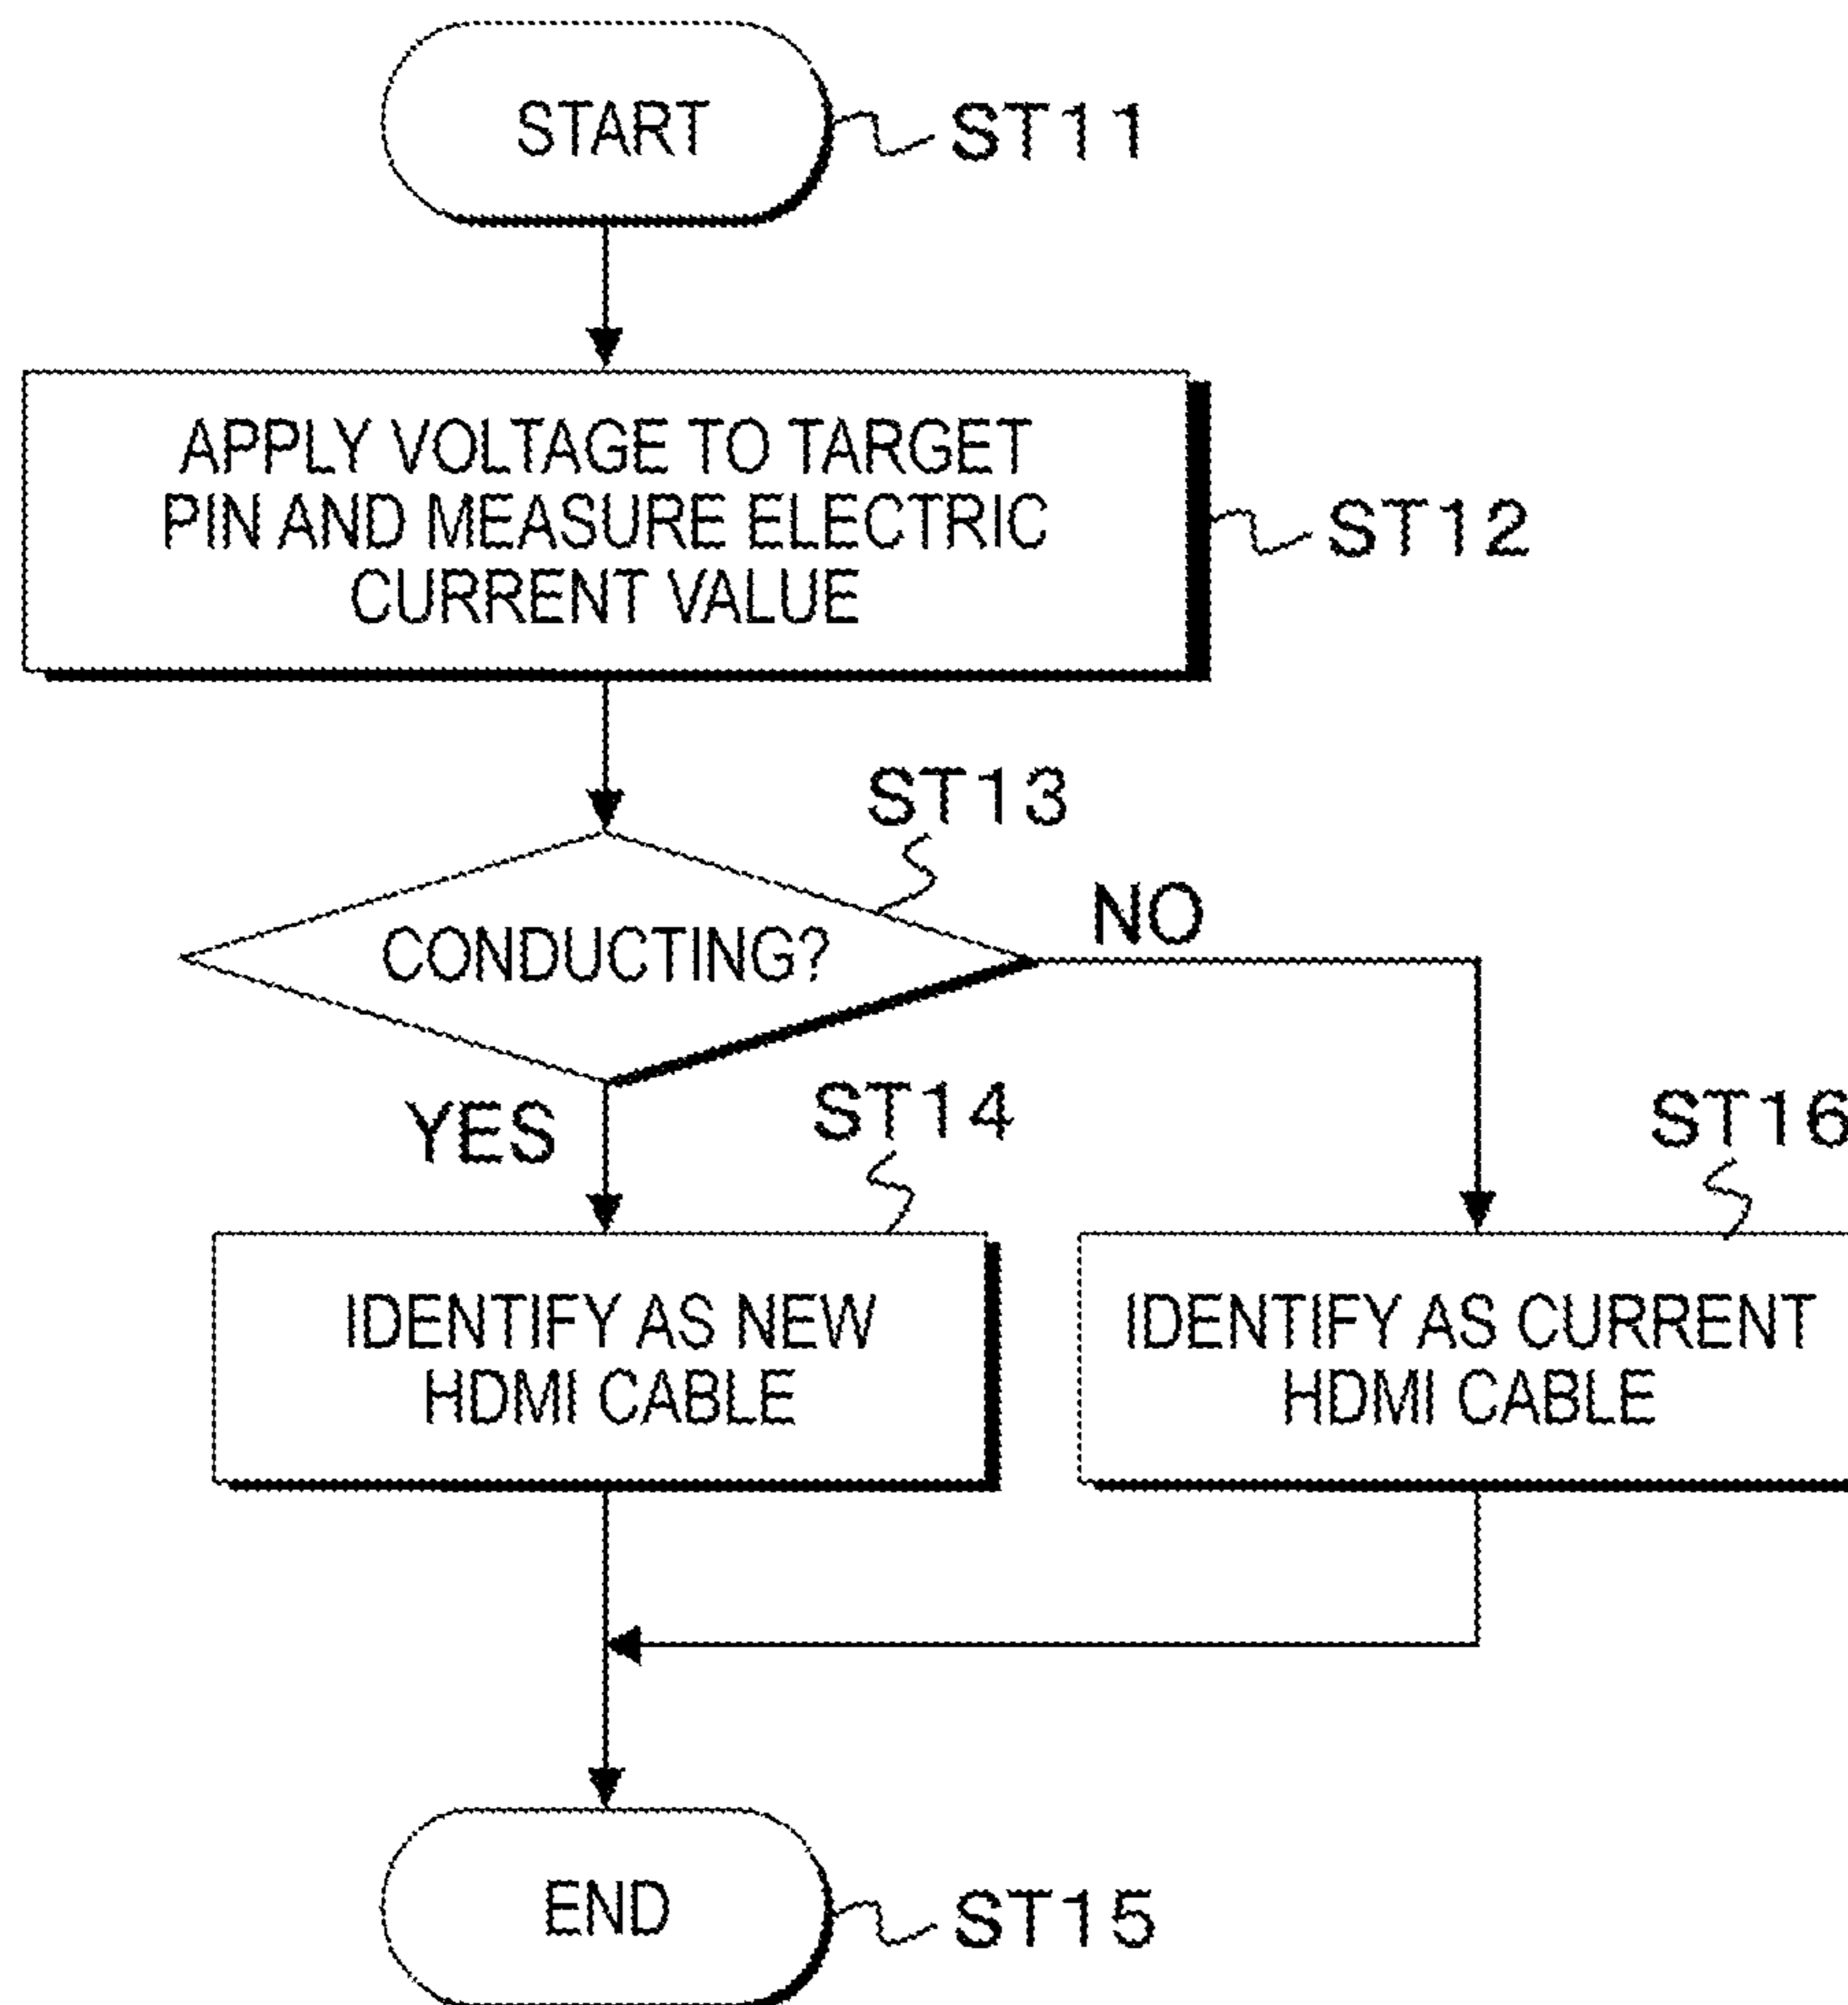 START
ST11
APPLY VOLTAGE TO TARGET
PIN AND MEASURE ELECTRIC
CURRENT VALUE
ST12
ST13
CONDUCTING?
NO
YES
ST14
ST16
IDENTIFY AS NEW
HDMI CABLE
IDENTIFY AS CURRENT
HDMI CABLE
END
ST15